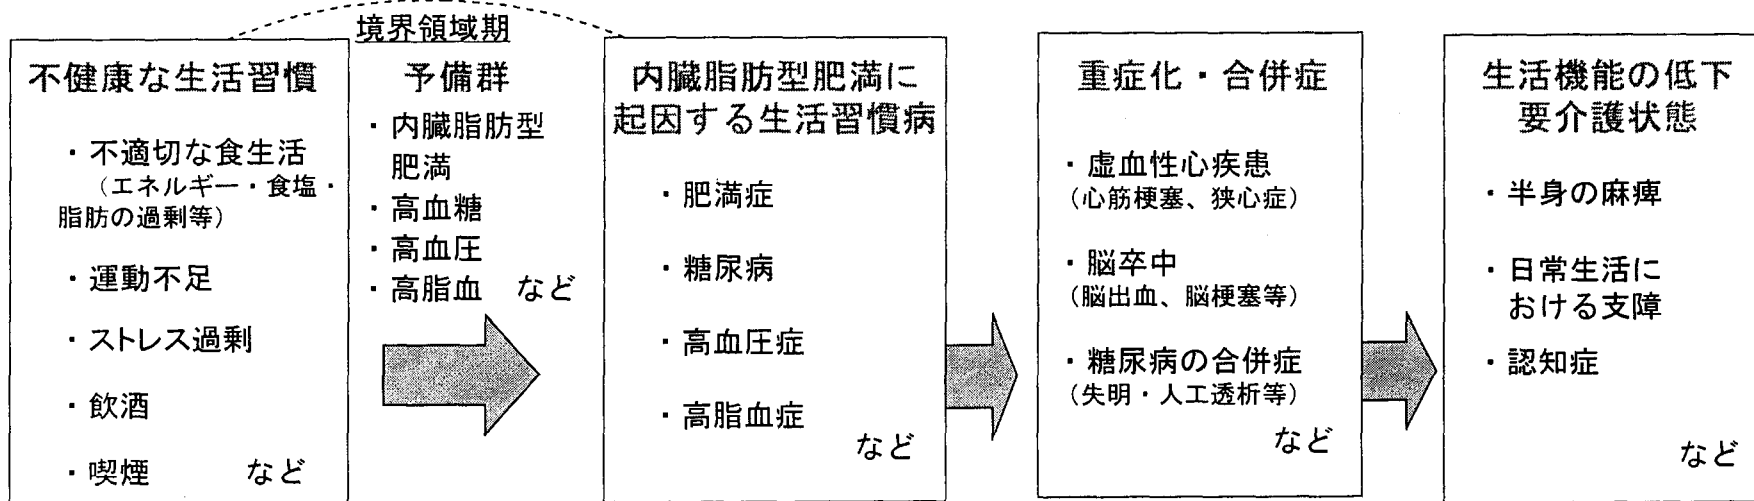 境界領域期
不健康な生活習慣
・不適切な食生活
（エネルギー・食塩・
脂肪の過剰等）
・運動不足
・ストレス過剰
・飲酒
・喫煙　など
予備群
・内臓脂肪型
肥満
・高血糖
・高血圧
・高脂血　など
内臓脂肪型肥満に
起因する生活習慣病
・肥満症
・糖尿病
・高血圧症
・高脂血症
など
重症化・合併症
・虚血性心疾患
（心筋梗塞、狭心症）
・脳卒中
（脳出血、脳梗塞等）
・糖尿病の合併症
（失明・人工透析等）
など
生活機能の低下
要介護状態
・半身の麻痺
・日常生活に
おける支障
・認知症
など